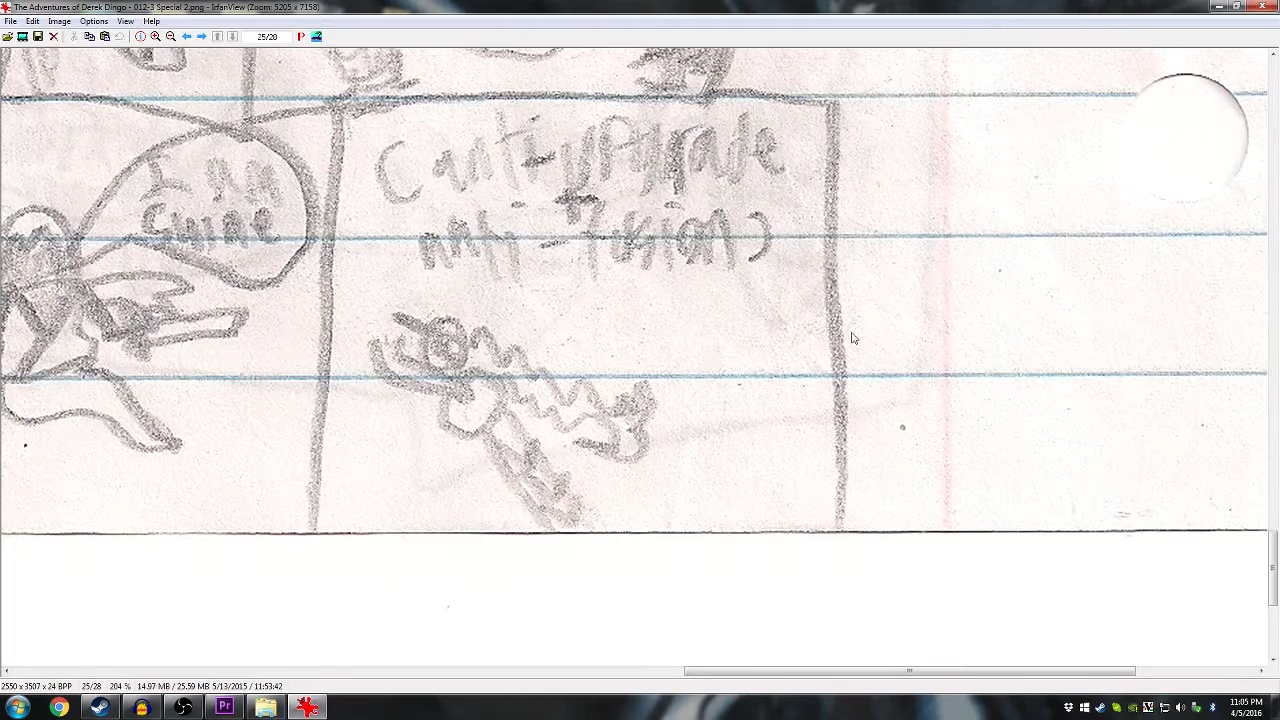 The Adventures of Derek Dingo - 012-3 Special 2.png - IrfanView (Zoom: 5205 x 7158)
File Edit Image Options View Help
25/28
I AM
Shine
(anti-upgrade
+
anti-fusion)
2550 x 3507 x 24 BPP 25/28 204 % 14.97 MB / 25.59 MB 5/13/2015 / 11:53:42
Pr
11:05 PM
4/5/2016